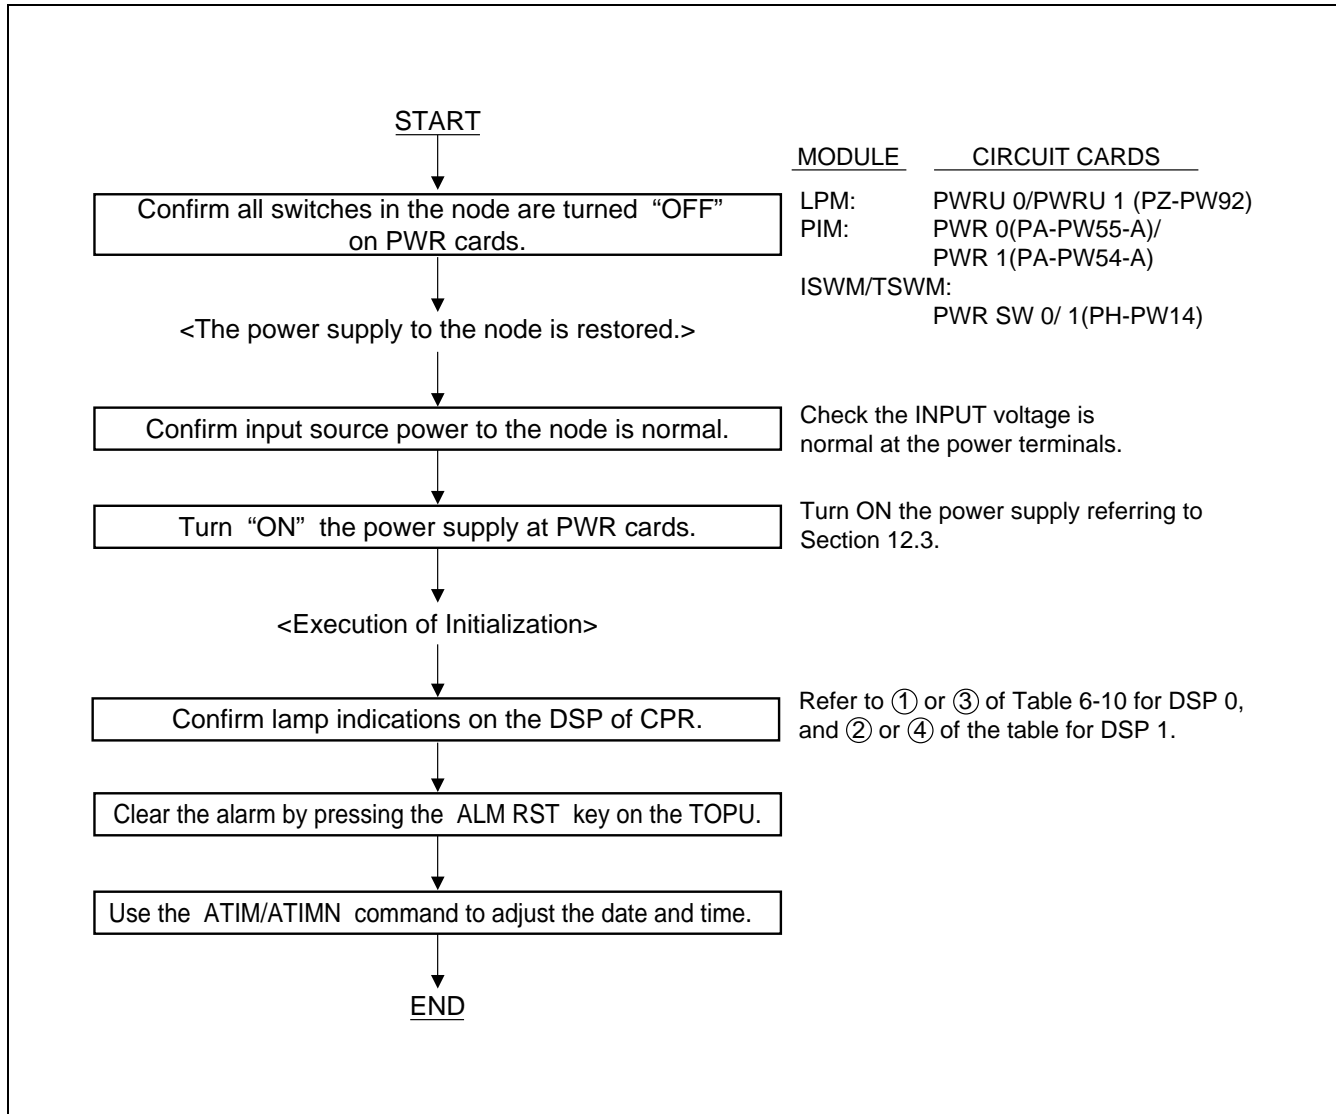 START
MODULE CIRCUIT CARDS
Confirm all switches in the node are turned “OFF”
on PWR cards.
LPM: PWRU 0/PWRU 1 (PZ-PW92)
PIM: PWR 0(PA-PW55-A)/
PWR 1(PA-PW54-A)
ISWM/TSWM:
PWR SW 0/ 1(PH-PW14)
<The power supply to the node is restored.>
Confirm input source power to the node is normal.
Check the INPUT voltage is
normal at the power terminals.
Turn “ON” the power supply at PWR cards.
Turn ON the power supply referring to
Section 12.3.
<Execution of Initialization>
Confirm lamp indications on the DSP of CPR.
Refer to ① or ③ of Table 6-10 for DSP 0,
and ② or ④ of the table for DSP 1.
Clear the alarm by pressing the ALM RST key on the TOPU.
Use the ATIM/ATIMN command to adjust the date and time.
END